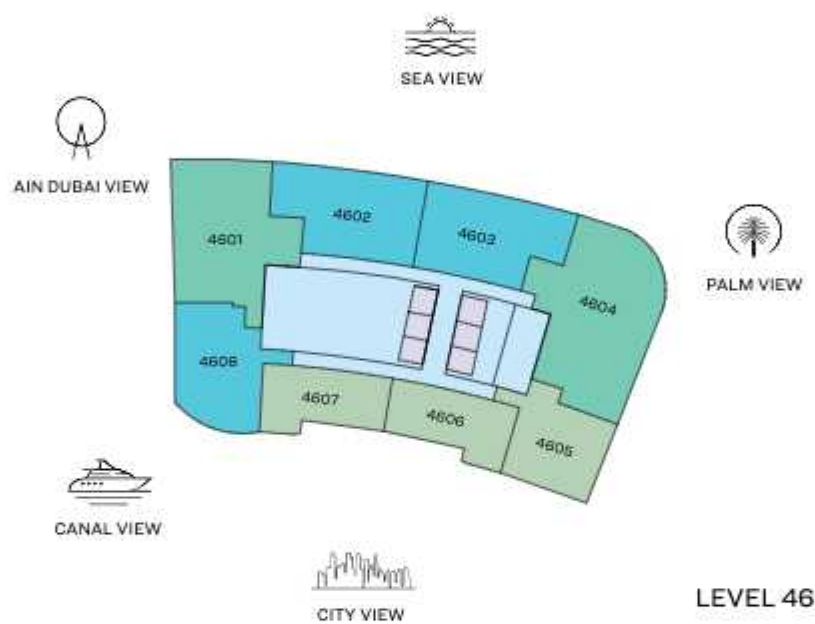 SEA VIEW
AIN DUBAI VIEW
4602
4603
4601
PALM VIEW
4604
4608
4607
4606
4605
CANAL VIEW
CITY VIEW
LEVEL 46